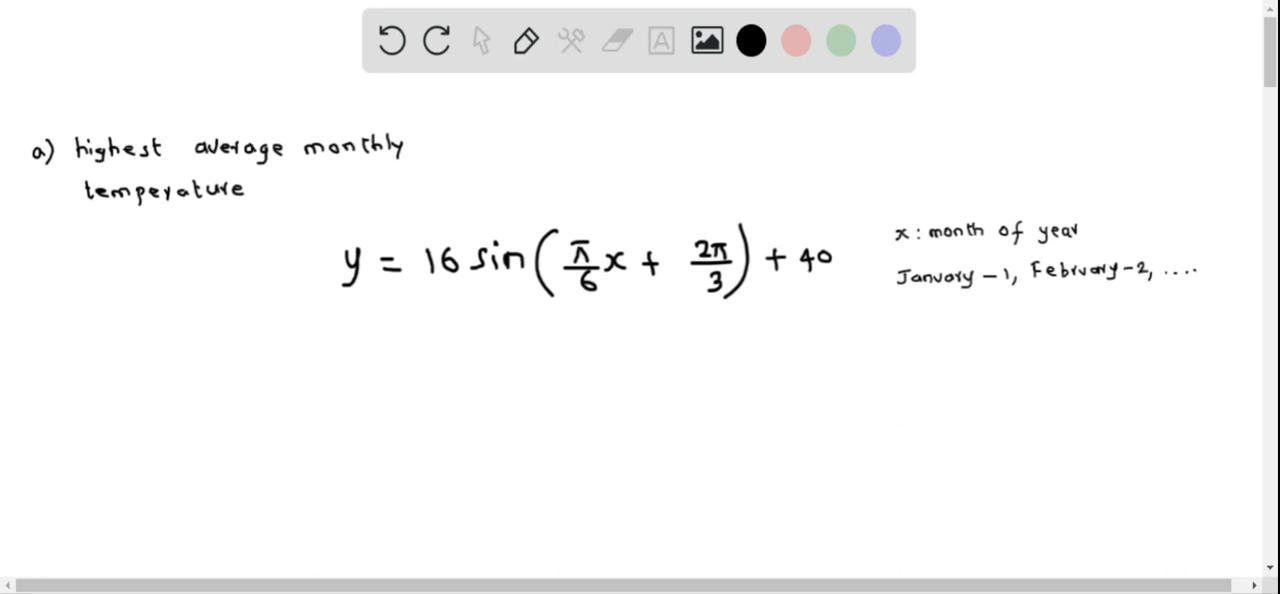 a) highest average monthly
temperature
y = 16 sin(π/6 x + 2π/3) + 40
x : month of year
January - 1, February - 2, ....